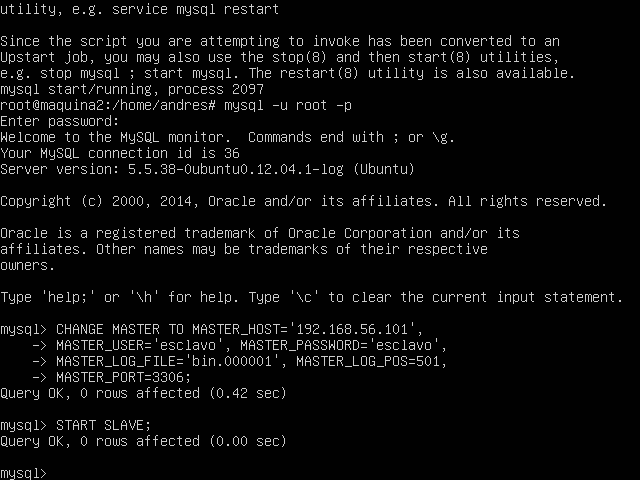 utility, e.g. service mysql restart
Since the script you are attempting to invoke has been converted to an
Upstart job, you may also use the stop(8) and then start(8) utilities,
e.g. stop mysql ; start mysql. The restart(8) utility is also available.
mysql start/running, process 2097
root@maquina2:/home/andres# mysql -u root -p
Enter password:
Welcome to the MySQL monitor.  Commands end with ; or \g.
Your MySQL connection id is 36
Server version: 5.5.38-0ubuntu0.12.04.1-log (Ubuntu)
Copyright (c) 2000, 2014, Oracle and/or its affiliates. All rights reserved.
Oracle is a registered trademark of Oracle Corporation and/or its
affiliates. Other names may be trademarks of their respective
owners.
Type 'help;' or '\h' for help. Type '\c' to clear the current input statement.
mysql> CHANGE MASTER TO MASTER_HOST='192.168.56.101',
    -> MASTER_USER='esclavo', MASTER_PASSWORD='esclavo',
    -> MASTER_LOG_FILE='bin.000001', MASTER_LOG_POS=501,
    -> MASTER_PORT=3306;
Query OK, 0 rows affected (0.42 sec)
mysql> START SLAVE;
Query OK, 0 rows affected (0.00 sec)
mysql>